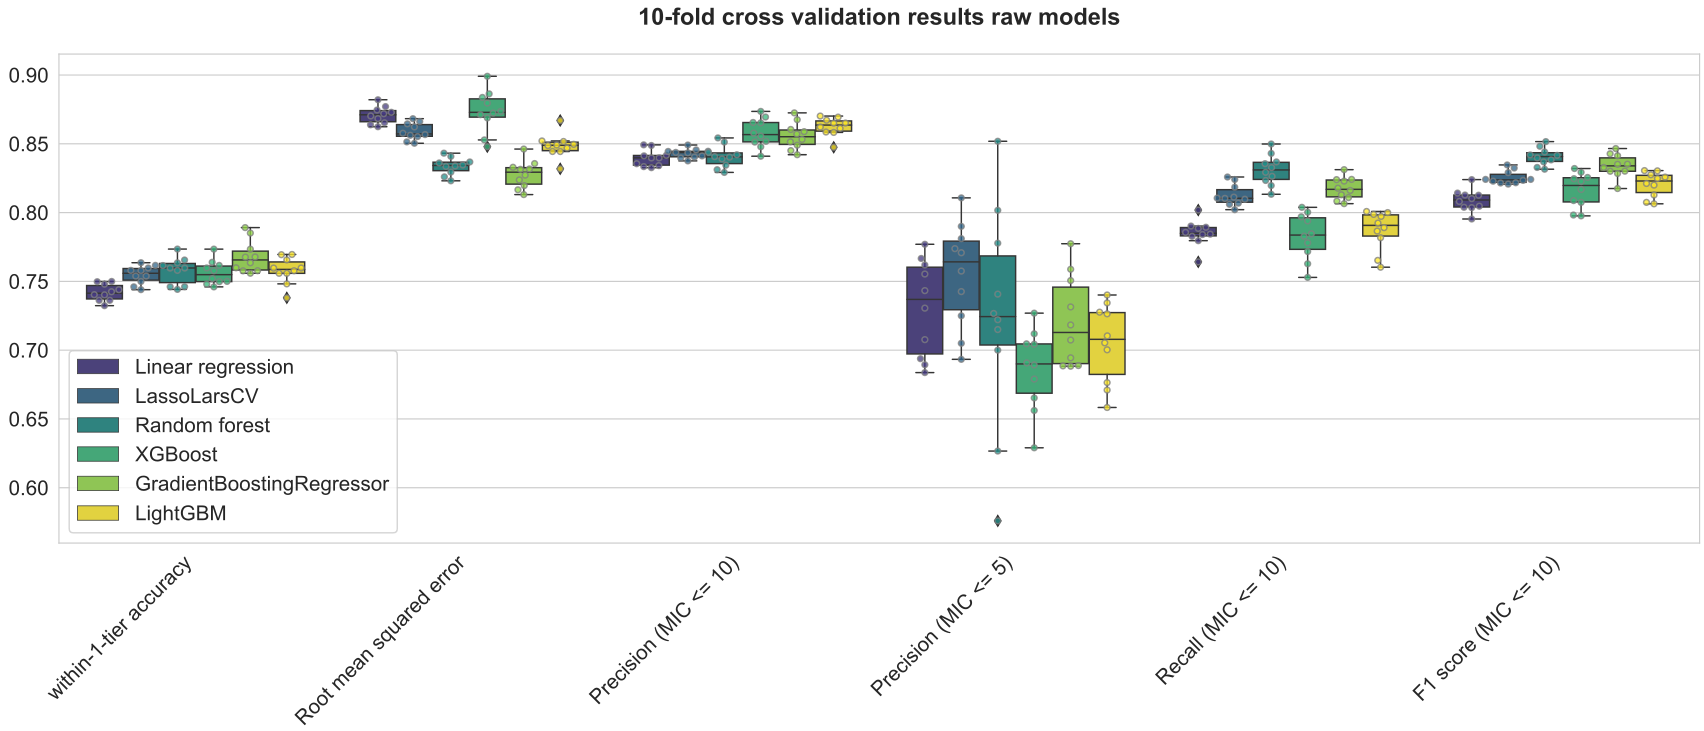 10-fold cross validation results raw models
0.90
0.85
0.80
0.75
0.70
0.65
0.60
Linear regression
LassoLarsCV
Random forest
XGBoost
GradientBoostingRegressor
LightGBM
within-1-tier accuracy
Root mean squared error
Precision (MIC <= 10)
Precision (MIC <= 5)
Recall (MIC <= 10)
F1 score (MIC <= 10)